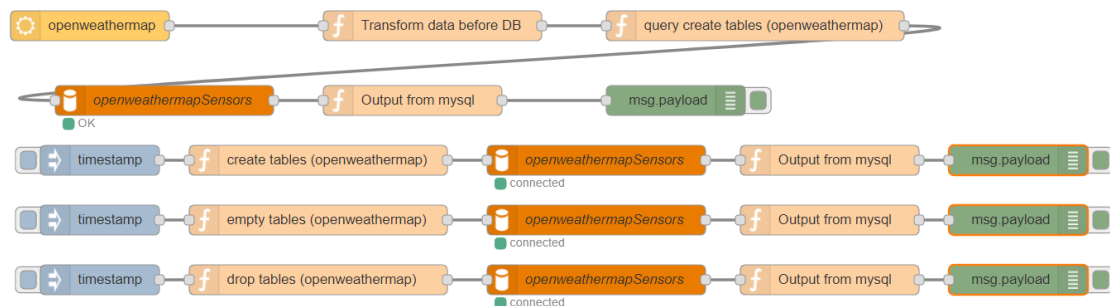 openweathermap Transform data before DB query create tables (openweathermap)
openweathermapSensors Output from mysql msg.payload
OK
timestamp create tables (openweathermap) openweathermapSensors Output from mysql msg.payload
connected
timestamp empty tables (openweathermap) openweathermapSensors Output from mysql msg.payload
connected
timestamp drop tables (openweathermap) openweathermapSensors Output from mysql msg.payload
connected